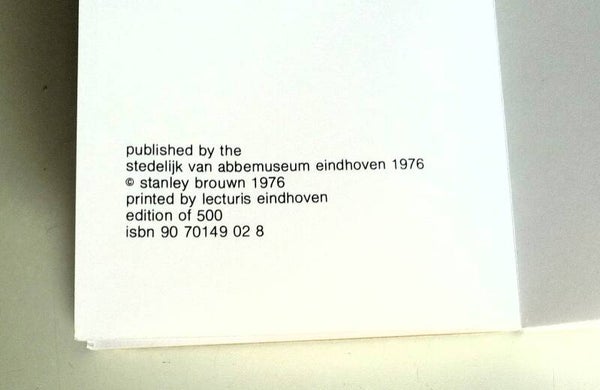 published by the
stedelijk van abbemuseum eindhoven 1976
© stanley brouwn 1976
printed by lecturis eindhoven
edition of 500
isbn 90 70149 02 8